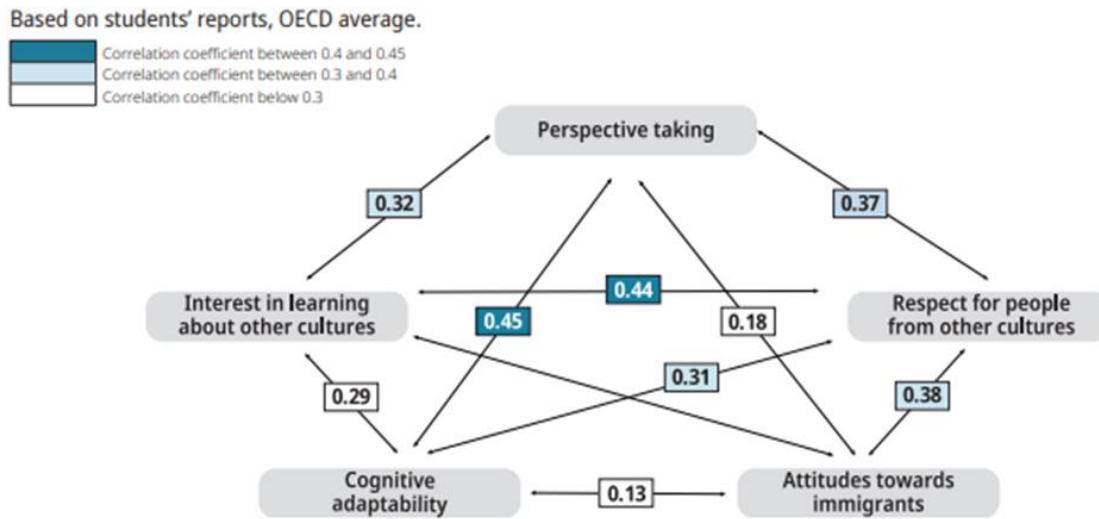 Based on students' reports, OECD average.
Correlation coefficient between 0.4 and 0.45
Correlation coefficient between 0.3 and 0.4
Correlation coefficient below 0.3
Perspective taking
0.32
0.37
Interest in learning
about other cultures
0.44
Respect for people
from other cultures
0.45
0.18
0.31
0.29
0.38
Cognitive
adaptability
0.13
Attitudes towards
immigrants